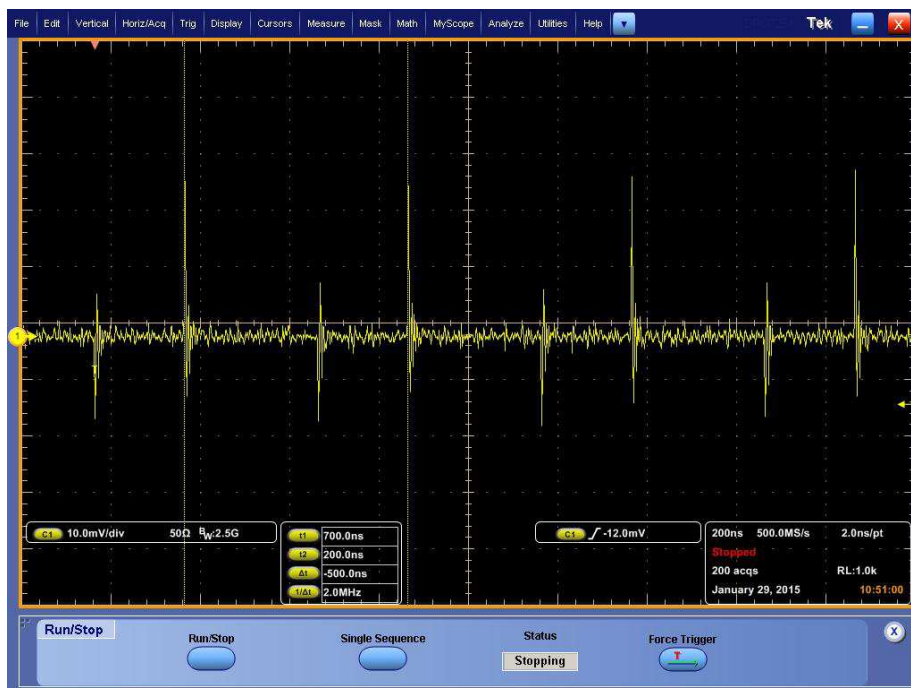 File Edit Vertical Horiz/Acq Trig Display Cursors Measure Mask Math MyScope Analyze Utilities Help Tek X
1
C1 10.0mV/div 50Ω BW:2.5G
t1 700.0ns
t2 200.0ns
Δt -500.0ns
1/Δt 2.0MHz
C1 -12.0mV
200ns 500.0MS/s 2.0ns/pt
Stopped
200 acqs RL:1.0k
January 29, 2015 10:51:00
Run/Stop
X
Run/Stop Single Sequence Status Force Trigger
Stopping T